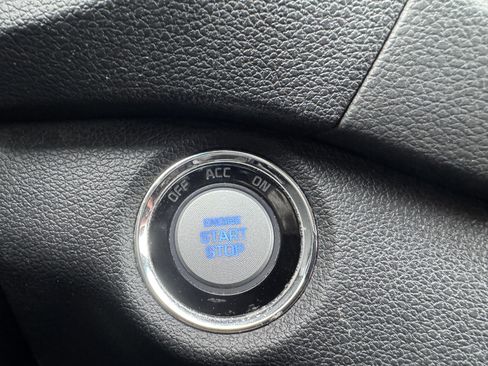 OFF ACC ON
ENGINE
START
STOP